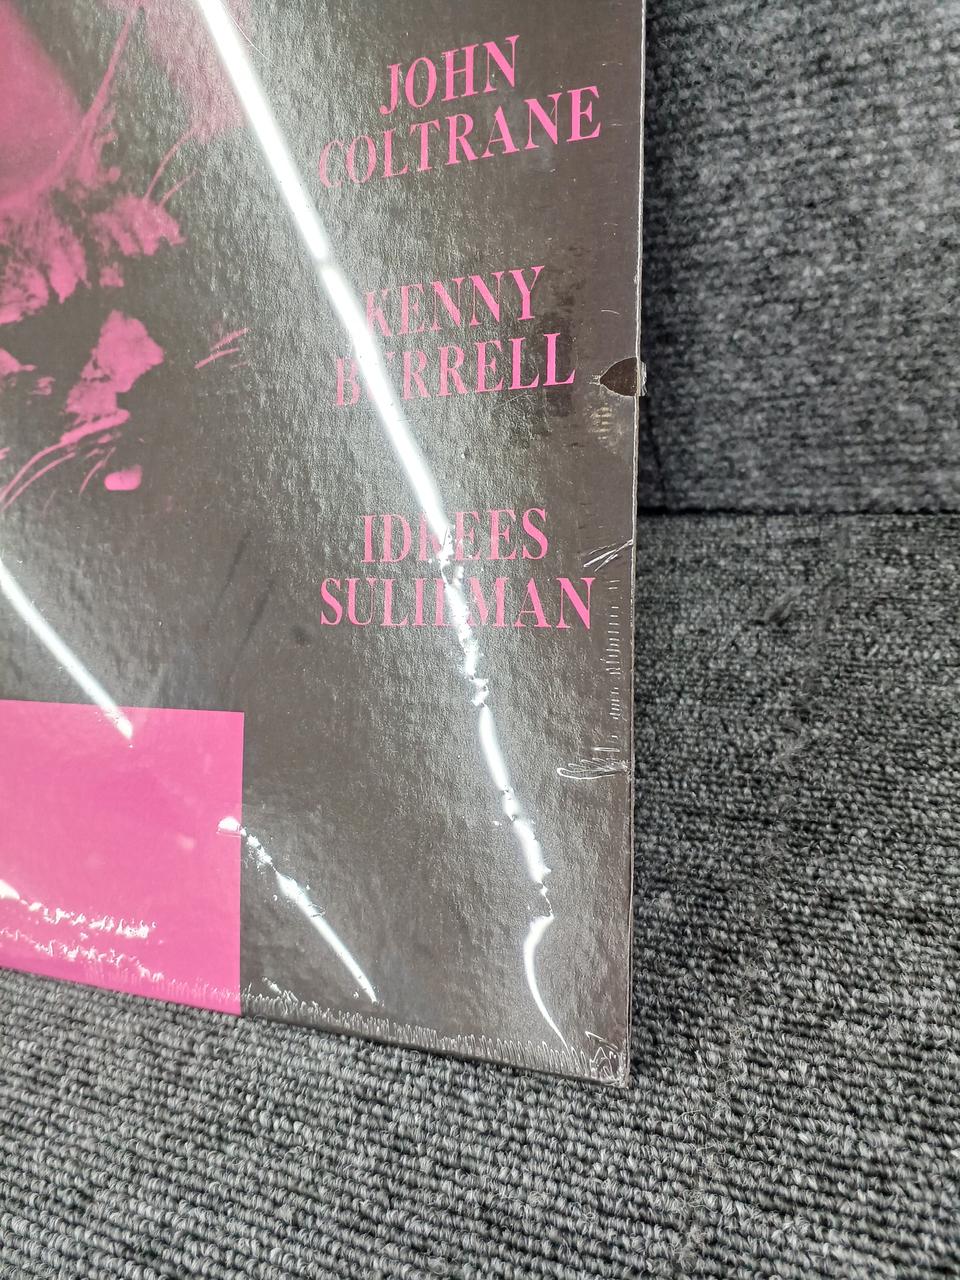 JOHN
COLTRANE
KENNY
BURRELL
IDREES
SULIEMAN